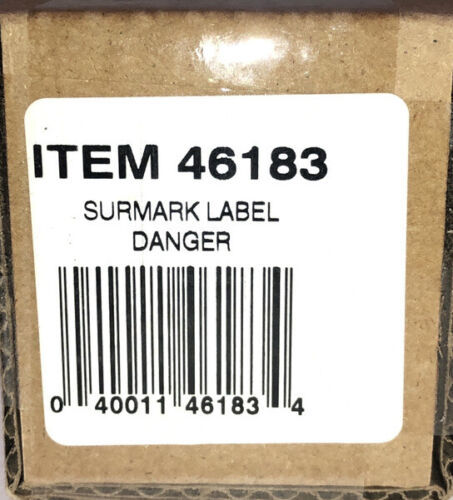 ITEM 46183
SURMARK LABEL
DANGER
0 40011 46183 4